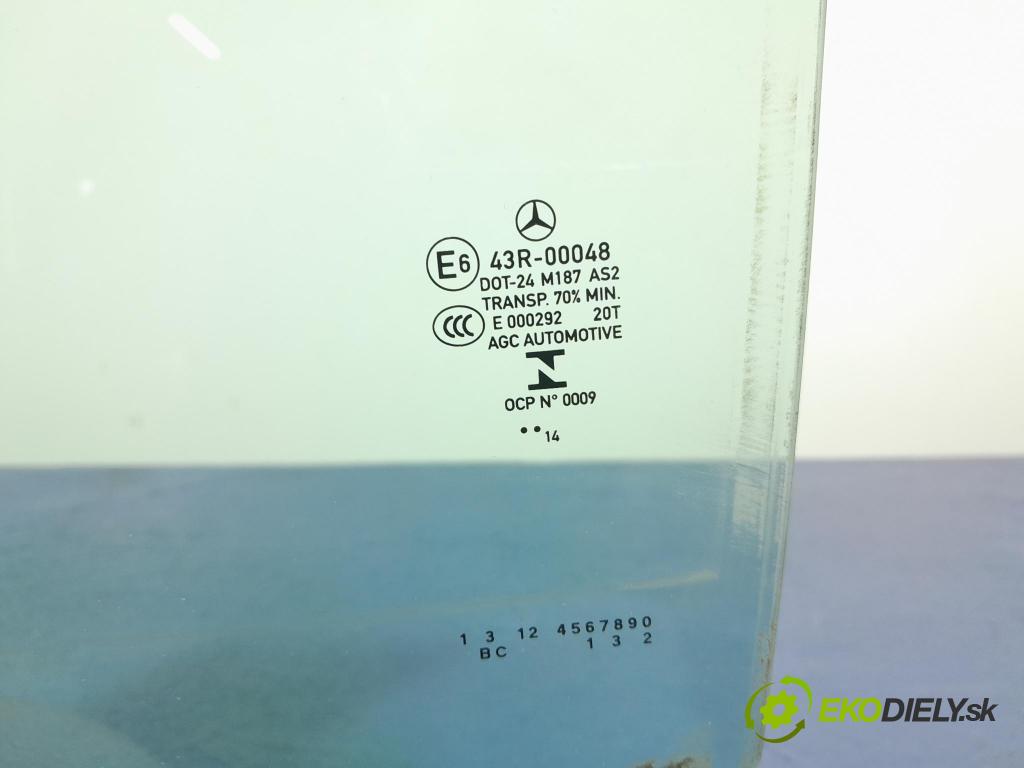 E6 43R-00048
DOT-24 M187 AS2
TRANSP. 70% MIN.
CCC E 000292 20T
AGC AUTOMOTIVE
OCP N° 0009
•• 14
1 3 12 4567890
BC 1 3 2
EKODIELY.sk